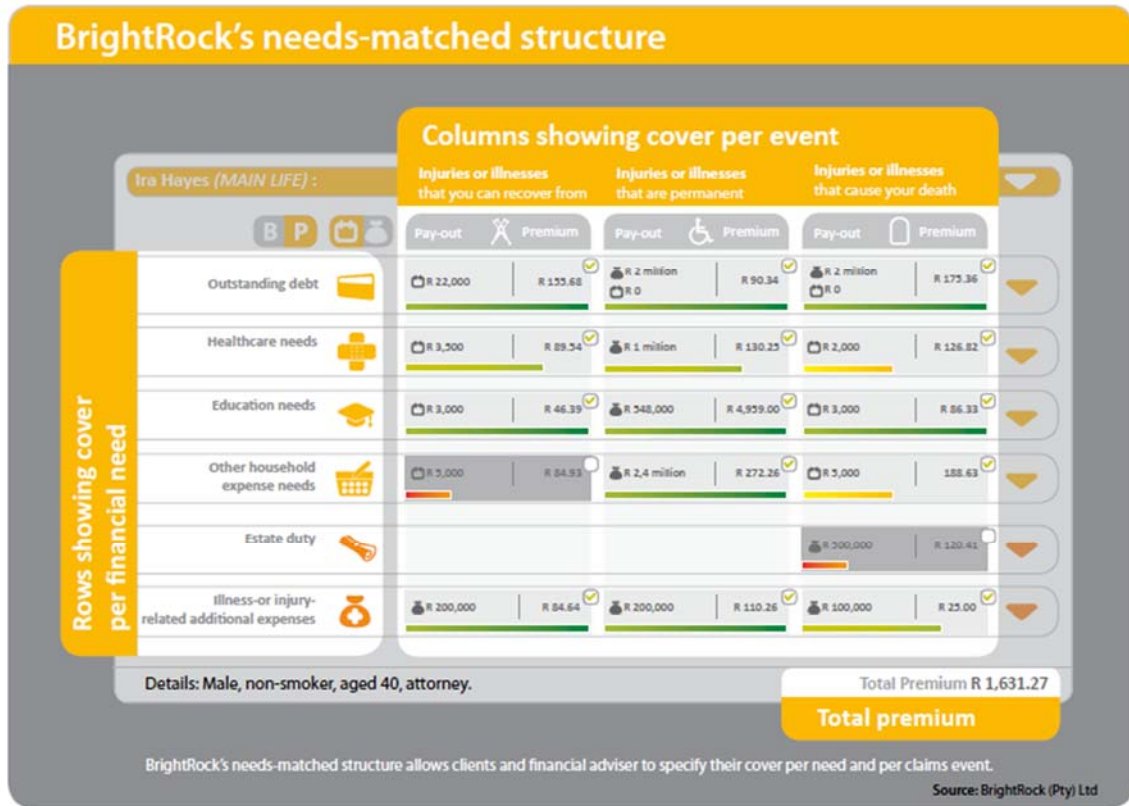 BrightRock's needs-matched structure
Columns showing cover per event
Ira Hayes (MAIN LIFE) :
Injuries or illnesses
that you can recover from
Injuries or illnesses
that are permanent
Injuries or illnesses
that cause your death
B P
Pay-out Premium Pay-out Premium Pay-out Premium
Rows showing cover
per financial need
Outstanding debt
R 22,000 R 155.68
R 2 million
R 0
R 90.34
R 2 million
R 0
R 175.36
Healthcare needs
R 3,500 R 89.54 R 1 million R 130.25 R 2,000 R 126.82
Education needs
R 3,000 R 46.39 R 548,000 R 4,959.00 R 3,000 R 86.33
Other household
expense needs
R 5,000 R 84.93 R 2,4 million R 272.26 R 5,000 188.63
Estate duty
R 500,000 R 120.41
Illness-or injury-
related additional expenses
R 200,000 R 84.64 R 200,000 R 110.26 R 100,000 R 25.00
Details: Male, non-smoker, aged 40, attorney.
Total Premium R 1,631.27
Total premium
BrightRock's needs-matched structure allows clients and financial adviser to specify their cover per need and per claims event.
Source: BrightRock (Pty) Ltd